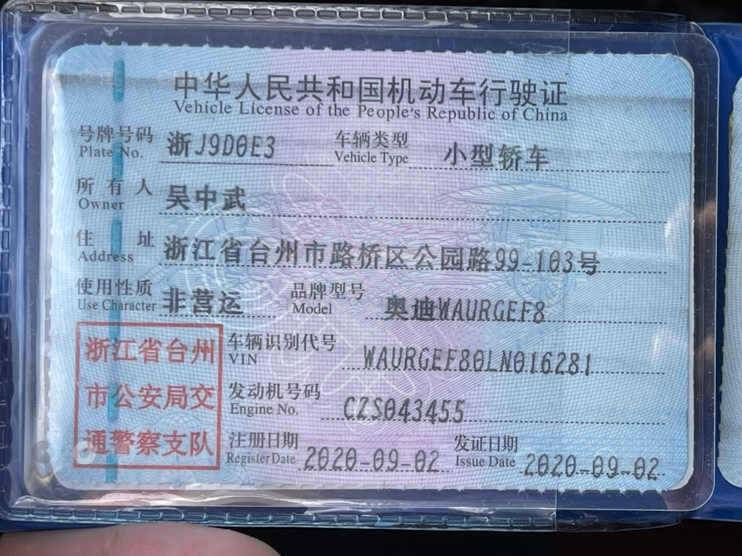 中华人民共和国机动车行驶证
Vehicle License of the People's Republic of China
号牌号码 浙J9D0E3 车辆类型 小型轿车
Plate No. Vehicle Type
所有人 吴中武
Owner
住址 浙江省台州市路桥区公园路99-103号
Address
使用性质 非营运 品牌型号 奥迪WAURGEF8
Use Character Model
浙江省台州
市公安局交
通警察支队
车辆识别代号 WAURGEF80LN016281
VIN
发动机号码 CZS043455
Engine No.
注册日期 2020-09-02 发证日期 2020-09-02
Register Date Issue Date